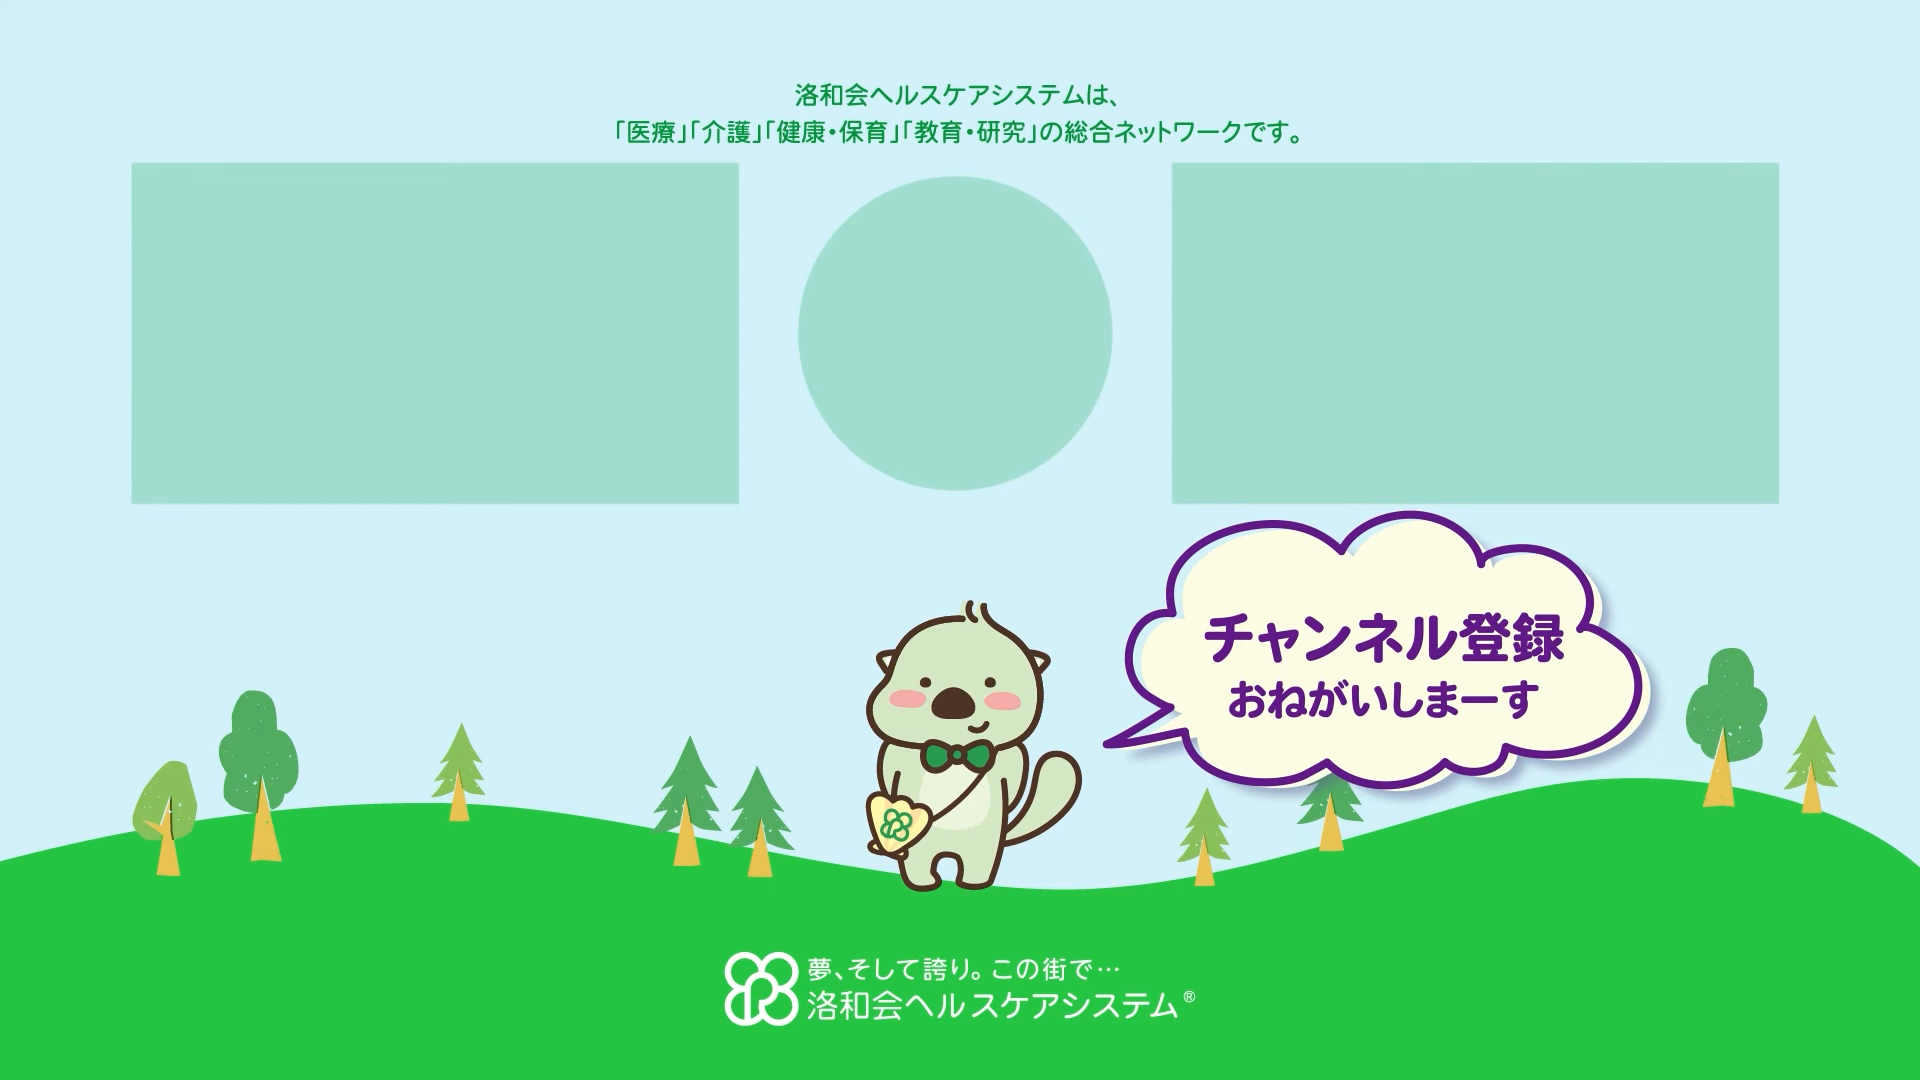 洛和会ヘルスケアシステムは、
「医療」「介護」「健康・保育」「教育・研究」の総合ネットワークです。
チャンネル登録
おねがいしまーす
夢、そして誇り。この街で…
洛和会ヘルスケアシステム®